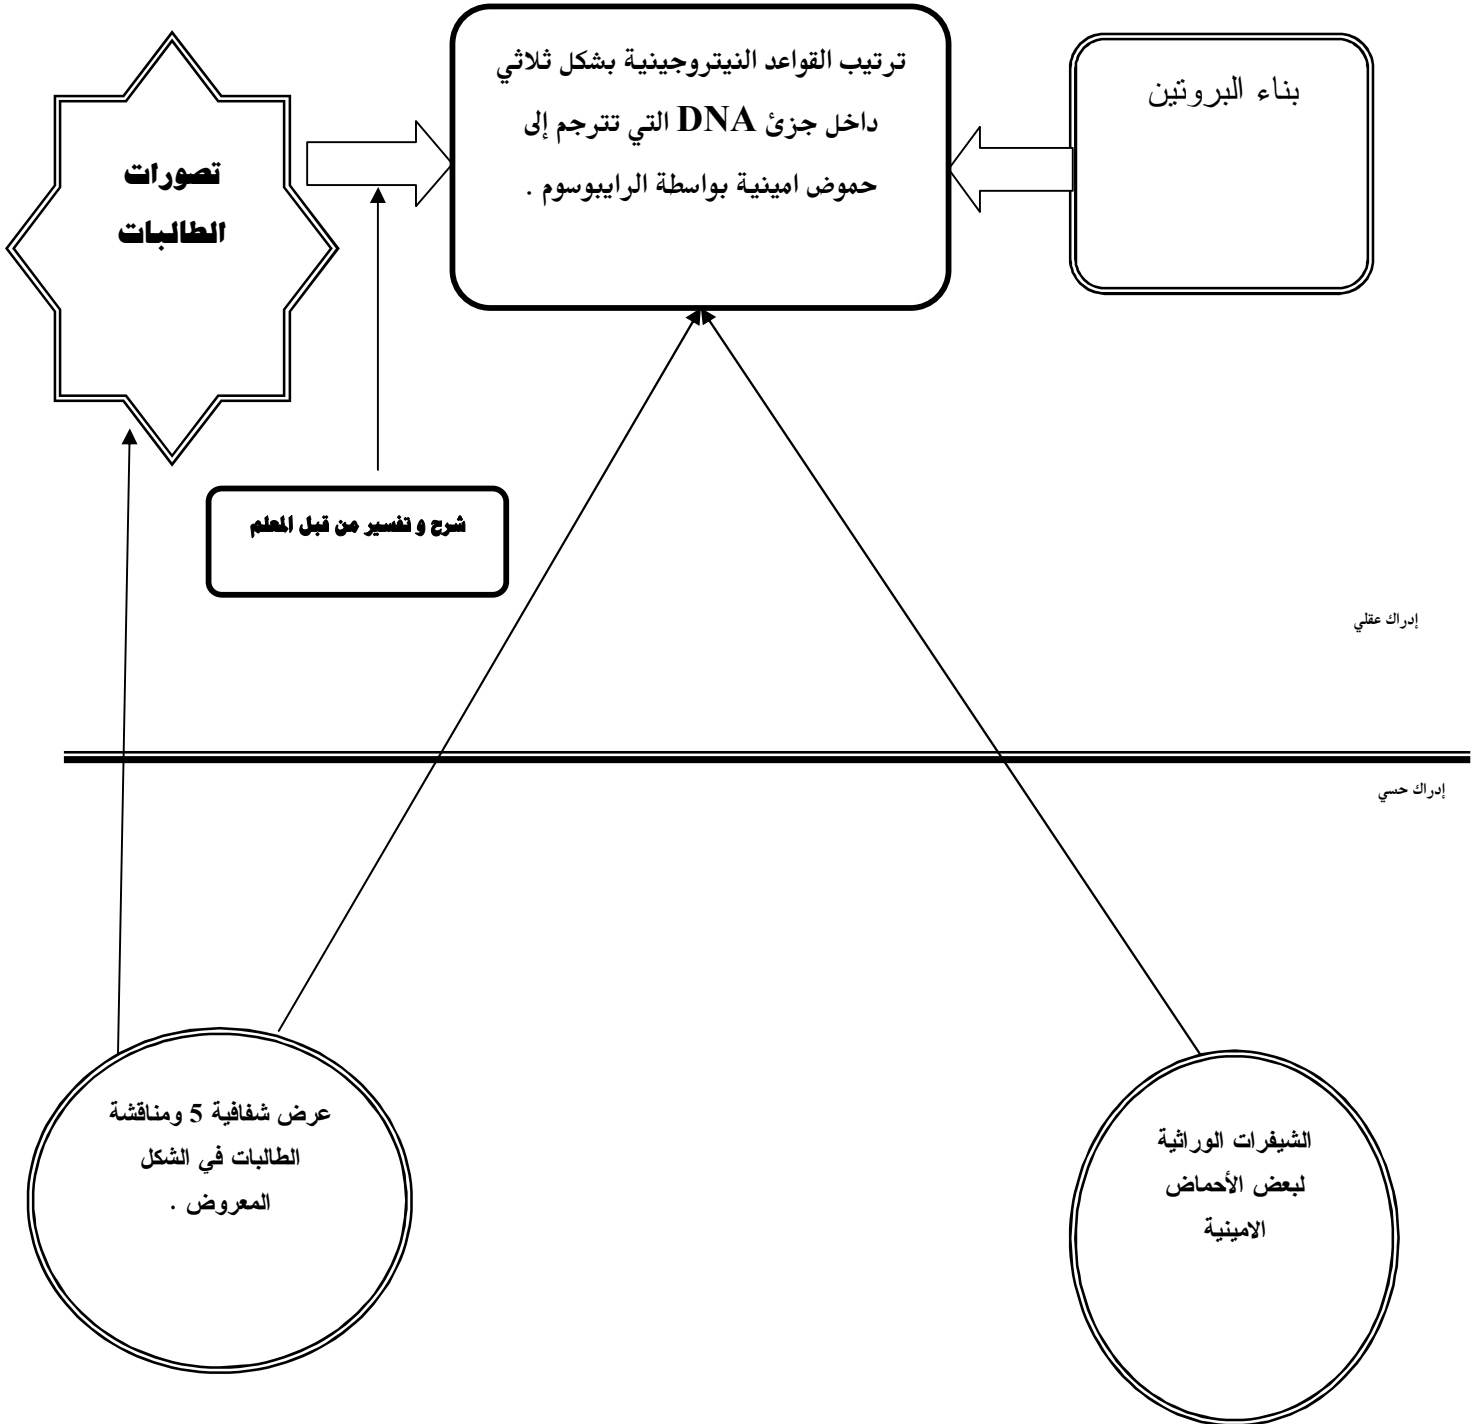 بناء البروتين
ترتيب القواعد النيتروجينية بشكل ثلاثي
داخل جزئ DNA التي تترجم إلى
حموض امينية بواسطة الرايبوسوم .
تصورات
الطالبات
شرح و تفسير من قبل المعلم
إدراك عقلي
إدراك حسي
الشيفرات الوراثية
لبعض الأحماض
الامينية
عرض شفافية 5 ومناقشة
الطالبات في الشكل
المعروض .